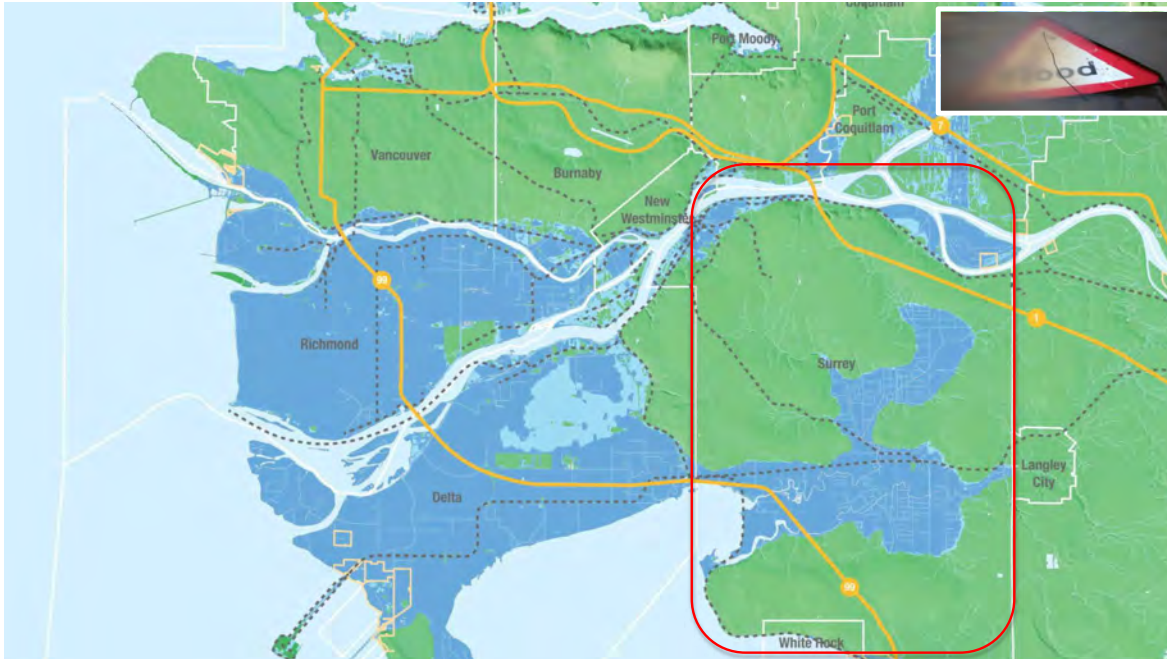 Coquitlam
Port Moody
Flood
Port
Coquitlam
7
Vancouver
Burnaby
New
Westminster
99
1
Richmond
Surrey
Langley
City
Delta
99
White Rock